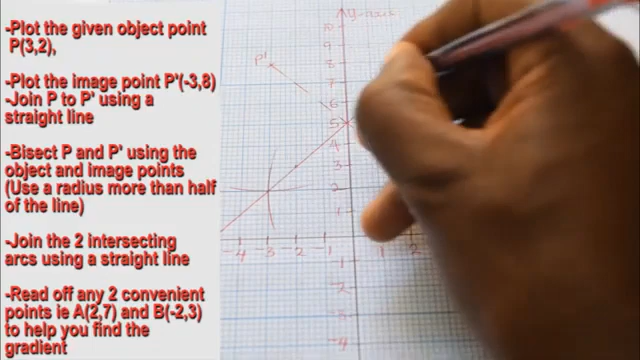 -Plot the given object point
P(3,2),
-Plot the image point P'(-3,8)
-Join P to P' using a
straight line
-Bisect P and P' using the
object and image points
(Use a radius more than half
of the line)
-Join the 2 intersecting
arcs using a straight line
-Read off any 2 convenient
points ie A(2,7) and B(-2,3)
to help you find the
gradient
y-axis
10
9
8
P'
7
6
5
4
3
2
1
-4 -3 -2 -1 1 2
-1
-2
-3
-4